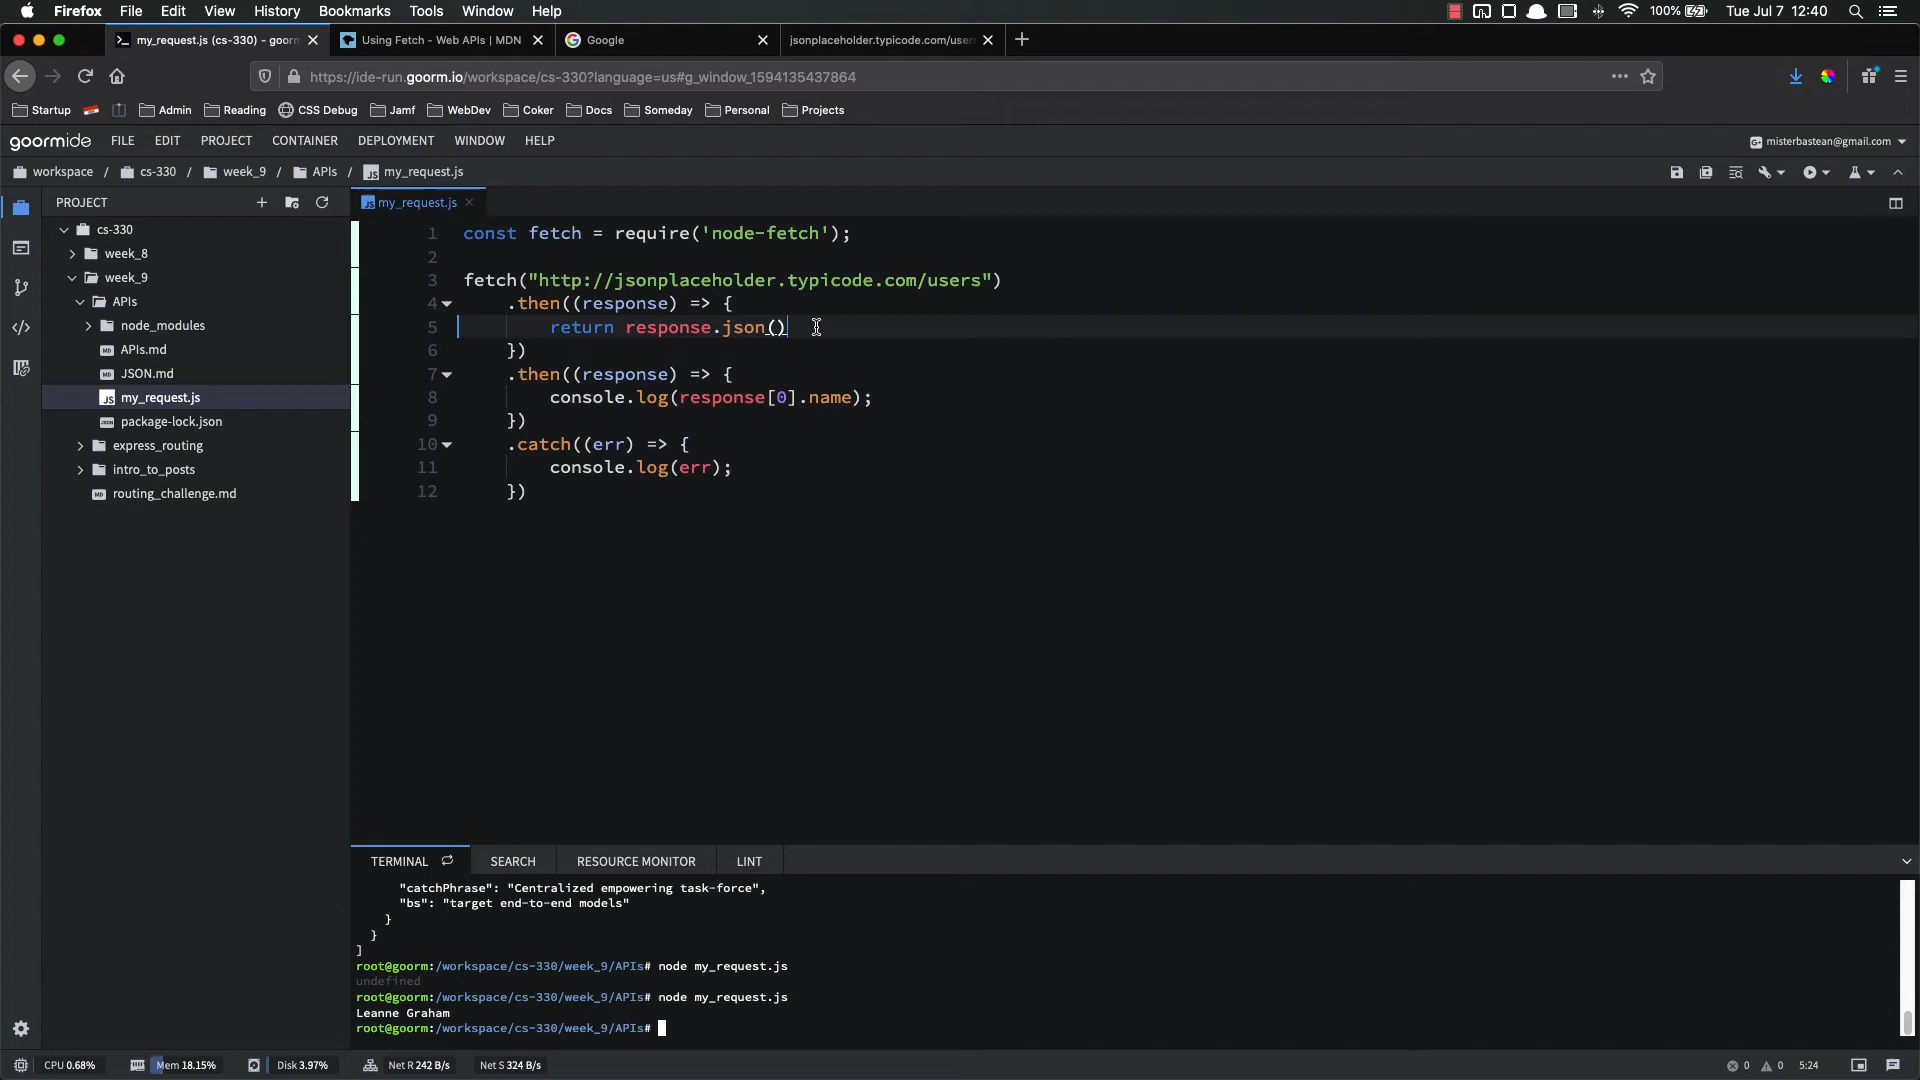 Firefox File Edit View History Bookmarks Tools Window Help 100% Tue Jul 7 12:40
my_request.js (cs-330) - goorm Using Fetch - Web APIs | MDN Google jsonplaceholder.typicode.com/user
https://ide-run.goorm.io/workspace/cs-330?language=us#g_window_1594135437864
Startup Admin Reading CSS Debug Jamf WebDev Coker Docs Someday Personal Projects
goormide FILE EDIT PROJECT CONTAINER DEPLOYMENT WINDOW HELP misterbastean@gmail.com
workspace / cs-330 / week_9 / APIs / my_request.js
PROJECT
cs-330
week_8
week_9
APIs
node_modules
APIs.md
JSON.md
my_request.js
package-lock.json
express_routing
intro_to_posts
routing_challenge.md
my_request.js
1 const fetch = require('node-fetch');
2
3 fetch("http://jsonplaceholder.typicode.com/users")
4 .then((response) => {
5 return response.json()
6 })
7 .then((response) => {
8 console.log(response[0].name);
9 })
10 .catch((err) => {
11 console.log(err);
12 })
TERMINAL SEARCH RESOURCE MONITOR LINT
"catchPhrase": "Centralized empowering task-force",
"bs": "target end-to-end models"
}
}
]
root@goorm:/workspace/cs-330/week_9/APIs# node my_request.js
undefined
root@goorm:/workspace/cs-330/week_9/APIs# node my_request.js
Leanne Graham
root@goorm:/workspace/cs-330/week_9/APIs#
CPU 0.68% Mem 18.15% Disk 3.97% Net R 242 B/s Net S 324 B/s 0 0 5:24